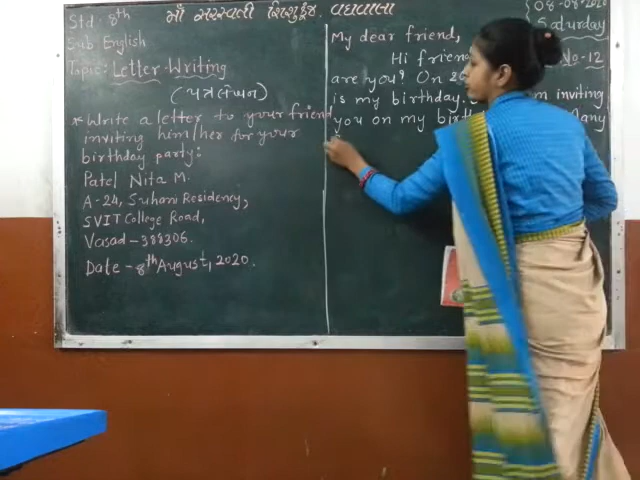 Std. 8th
માઁ સરસ્વતી શિશુકુંજ, વઘવાલા
08-08-2020
Saturday
Sub English
Topic: Letter-Writing
No-12
(પત્રલેખન)
* Write a letter to your friend
inviting him/her for your
birthday party:
Patel Nita M.
A-24, Suhani Residency,
SVIT College Road,
Vasad-388306.
Date - 8th August, 2020.
My dear friend,
Hi friend
are you? On 20
is my birthday. inviting
you on my birth Many